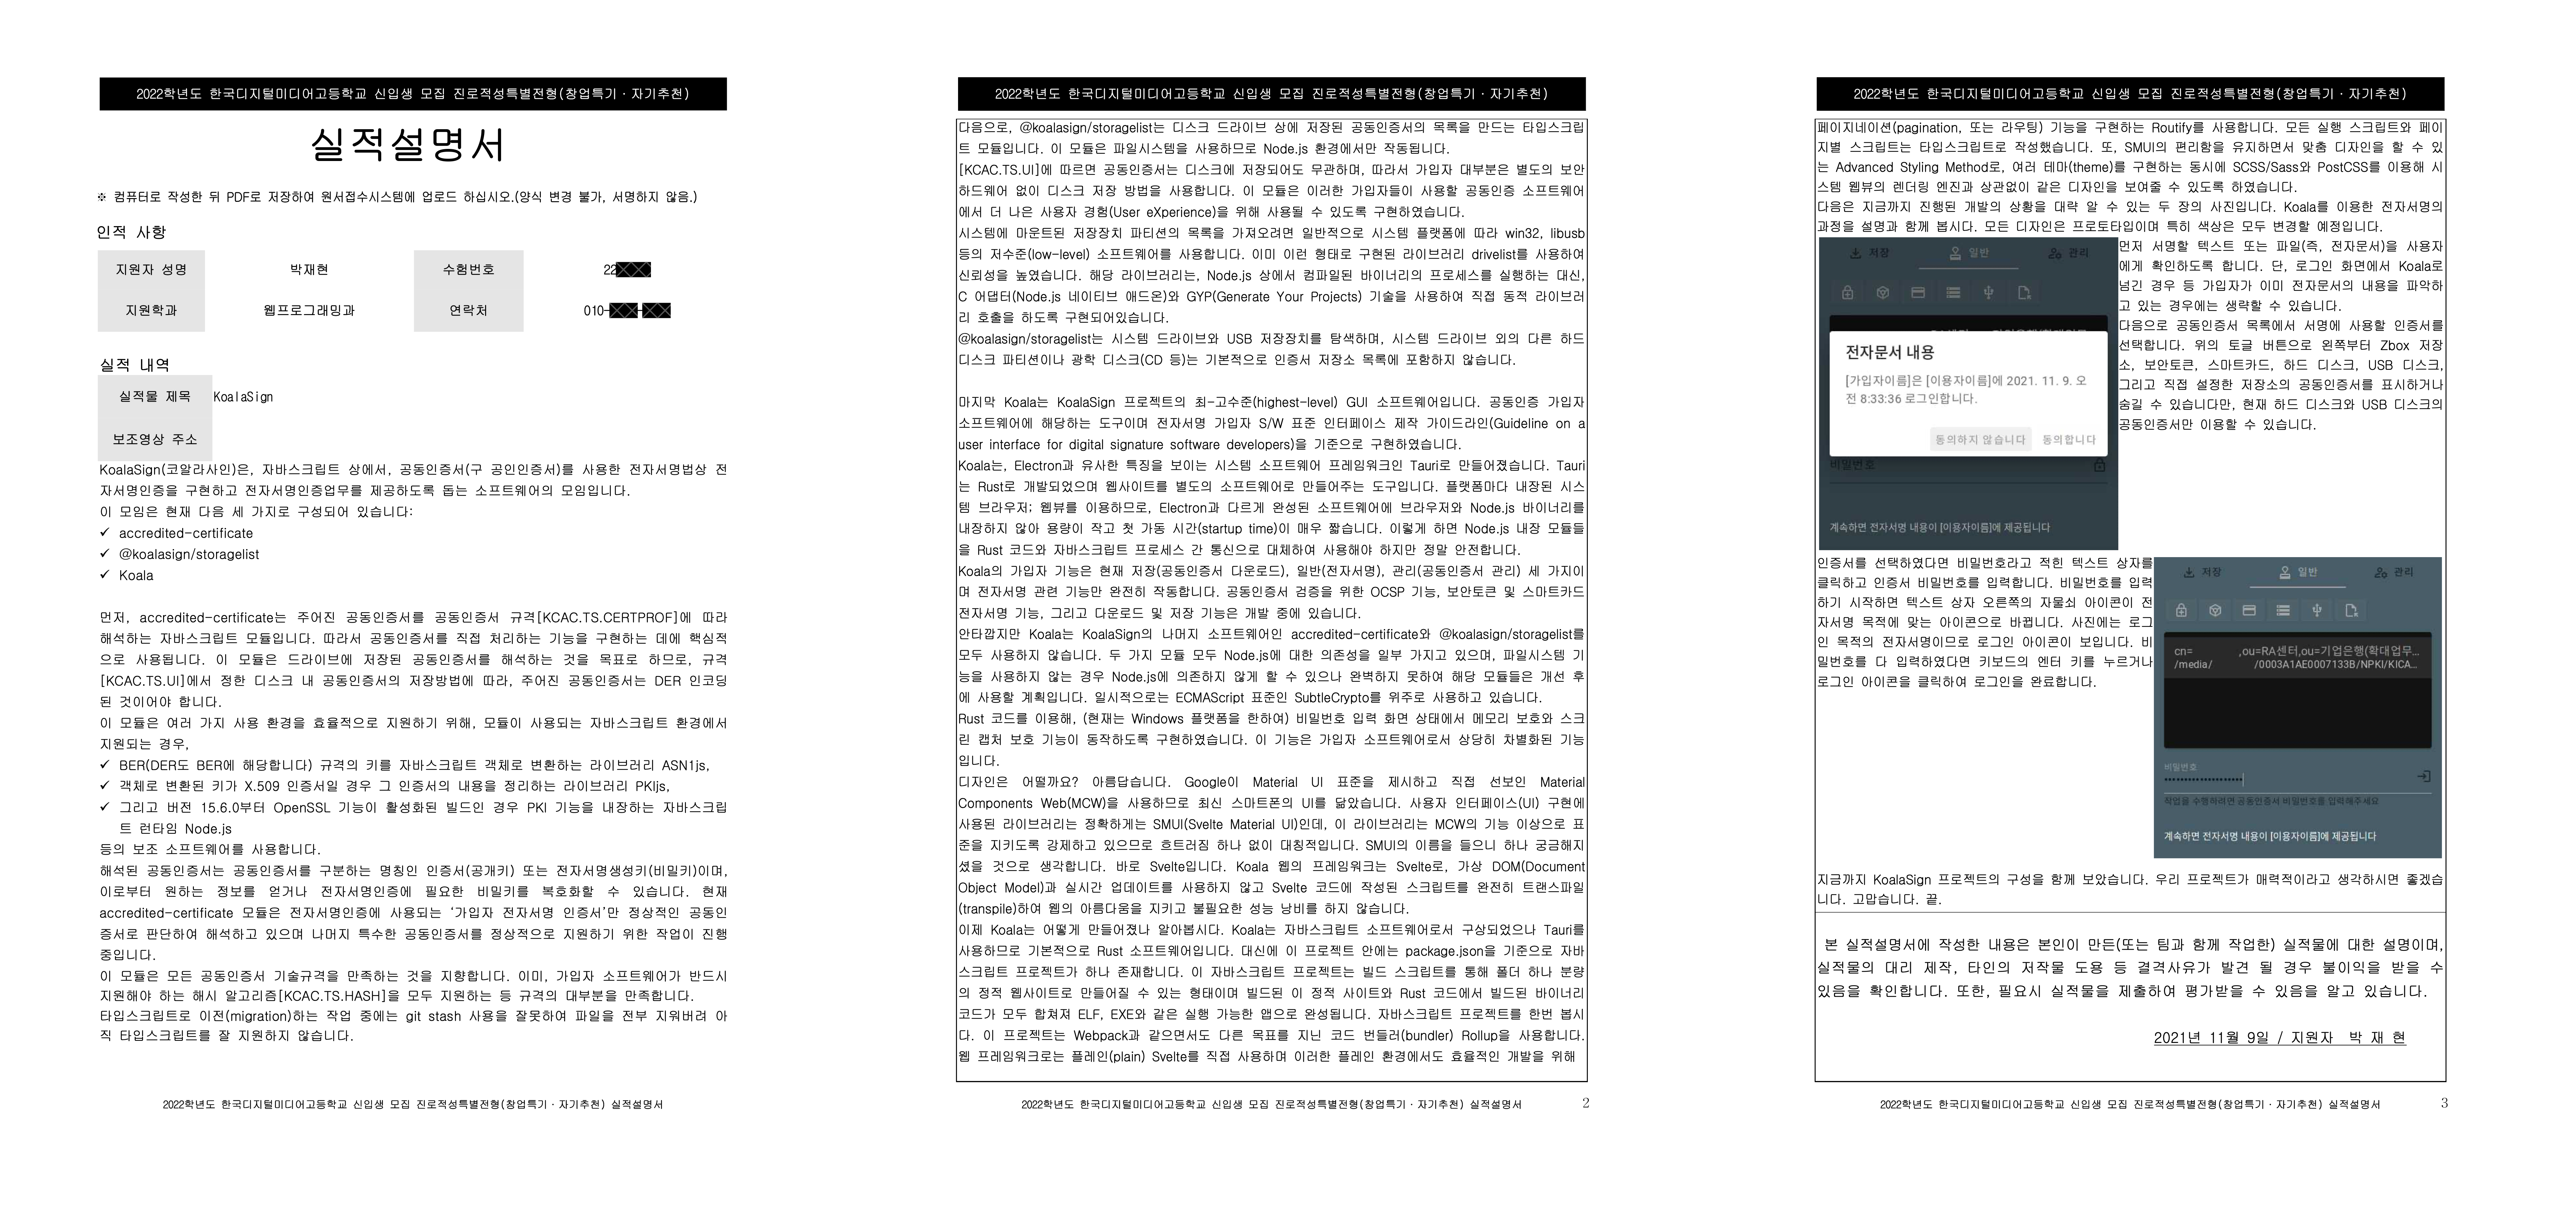 2022학년도 한국디지털미디어고등학교 신입생 모집 진로적성특별전형(창업특기·자기추천)
실적설명서
※ 컴퓨터로 작성한 뒤 PDF로 저장하여 원서접수시스템에 업로드 하십시오.(양식 변경 불가, 서명하지 않음.)
인적 사항
지원자 성명 박재현 수험번호 22
지원학과 웹프로그래밍과 연락처 010- -
실적 내역
실적물 제목 KoalaSign
보조영상 주소
KoalaSign(코알라사인)은, 자바스크립트 상에서, 공동인증서(구 공인인증서)를 사용한 전자서명법상 전
자서명인증을 구현하고 전자서명인증업무를 제공하도록 돕는 소프트웨어의 모임입니다.
이 모임은 현재 다음 세 가지로 구성되어 있습니다:
✓ accredited-certificate
✓ @koalasign/storagelist
✓ Koala
먼저, accredited-certificate는 주어진 공동인증서를 공동인증서 규격[KCAC.TS.CERTPROF]에 따라
해석하는 자바스크립트 모듈입니다. 따라서 공동인증서를 직접 처리하는 기능을 구현하는 데에 핵심적
으로 사용됩니다. 이 모듈은 드라이브에 저장된 공동인증서를 해석하는 것을 목표로 하므로, 규격
[KCAC.TS.UI]에서 정한 디스크 내 공동인증서의 저장방법에 따라, 주어진 공동인증서는 DER 인코딩
된 것이어야 합니다.
이 모듈은 여러 가지 사용 환경을 효율적으로 지원하기 위해, 모듈이 사용되는 자바스크립트 환경에서
지원되는 경우,
✓ BER(DER도 BER에 해당합니다) 규격의 키를 자바스크립트 객체로 변환하는 라이브러리 ASN1js,
✓ 객체로 변환된 키가 X.509 인증서일 경우 그 인증서의 내용을 정리하는 라이브러리 PKIjs,
✓ 그리고 버전 15.6.0부터 OpenSSL 기능이 활성화된 빌드인 경우 PKI 기능을 내장하는 자바스크립
트 런타임 Node.js
등의 보조 소프트웨어를 사용합니다.
해석된 공동인증서는 공동인증서를 구분하는 명칭인 인증서(공개키) 또는 전자서명생성키(비밀키)이며,
이로부터 원하는 정보를 얻거나 전자서명인증에 필요한 비밀키를 복호화할 수 있습니다. 현재
accredited-certificate 모듈은 전자서명인증에 사용되는 ‘가입자 전자서명 인증서’만 정상적인 공동인
증서로 판단하여 해석하고 있으며 나머지 특수한 공동인증서를 정상적으로 지원하기 위한 작업이 진행
중입니다.
이 모듈은 모든 공동인증서 기술규격을 만족하는 것을 지향합니다. 이미, 가입자 소프트웨어가 반드시
지원해야 하는 해시 알고리즘[KCAC.TS.HASH]을 모두 지원하는 등 규격의 대부분을 만족합니다.
타입스크립트로 이전(migration)하는 작업 중에는 git stash 사용을 잘못하여 파일을 전부 지워버려 아
직 타입스크립트를 잘 지원하지 않습니다.
2022학년도 한국디지털미디어고등학교 신입생 모집 진로적성특별전형(창업특기·자기추천) 실적설명서
2022학년도 한국디지털미디어고등학교 신입생 모집 진로적성특별전형(창업특기·자기추천)
다음으로, @koalasign/storagelist는 디스크 드라이브 상에 저장된 공동인증서의 목록을 만드는 타입스크립
트 모듈입니다. 이 모듈은 파일시스템을 사용하므로 Node.js 환경에서만 작동됩니다.
[KCAC.TS.UI]에 따르면 공동인증서는 디스크에 저장되어도 무관하며, 따라서 가입자 대부분은 별도의 보안
하드웨어 없이 디스크 저장 방법을 사용합니다. 이 모듈은 이러한 가입자들이 사용할 공동인증 소프트웨어
에서 더 나은 사용자 경험(User eXperience)을 위해 사용될 수 있도록 구현하였습니다.
시스템에 마운트된 저장장치 파티션의 목록을 가져오려면 일반적으로 시스템 플랫폼에 따라 win32, libusb
등의 저수준(low-level) 소프트웨어를 사용합니다. 이미 이런 형태로 구현된 라이브러리 drivelist를 사용하여
신뢰성을 높였습니다. 해당 라이브러리는, Node.js 상에서 컴파일된 바이너리의 프로세스를 실행하는 대신,
C 어댑터(Node.js 네이티브 애드온)와 GYP(Generate Your Projects) 기술을 사용하여 직접 동적 라이브러
리 호출을 하도록 구현되어있습니다.
@koalasign/storagelist는 시스템 드라이브와 USB 저장장치를 탐색하며, 시스템 드라이브 외의 다른 하드
디스크 파티션이나 광학 디스크(CD 등)는 기본적으로 인증서 저장소 목록에 포함하지 않습니다.
마지막 Koala는 KoalaSign 프로젝트의 최-고수준(highest-level) GUI 소프트웨어입니다. 공동인증 가입자
소프트웨어에 해당하는 도구이며 전자서명 가입자 S/W 표준 인터페이스 제작 가이드라인(Guideline on a
user interface for digital signature software developers)을 기준으로 구현하였습니다.
Koala는, Electron과 유사한 특징을 보이는 시스템 소프트웨어 프레임워크인 Tauri로 만들어졌습니다. Tauri
는 Rust로 개발되었으며 웹사이트를 별도의 소프트웨어로 만들어주는 도구입니다. 플랫폼마다 내장된 시스
템 브라우저; 웹뷰를 이용하므로, Electron과 다르게 완성된 소프트웨어에 브라우저와 Node.js 바이너리를
내장하지 않아 용량이 작고 첫 가동 시간(startup time)이 매우 짧습니다. 이렇게 하면 Node.js 내장 모듈들
을 Rust 코드와 자바스크립트 프로세스 간 통신으로 대체하여 사용해야 하지만 정말 안전합니다.
Koala의 가입자 기능은 현재 저장(공동인증서 다운로드), 일반(전자서명), 관리(공동인증서 관리) 세 가지이
며 전자서명 관련 기능만 완전히 작동합니다. 공동인증서 검증을 위한 OCSP 기능, 보안토큰 및 스마트카드
전자서명 기능, 그리고 다운로드 및 저장 기능은 개발 중에 있습니다.
안타깝지만 Koala는 KoalaSign의 나머지 소프트웨어인 accredited-certificate와 @koalasign/storagelist를
모두 사용하지 않습니다. 두 가지 모듈 모두 Node.js에 대한 의존성을 일부 가지고 있으며, 파일시스템 기
능을 사용하지 않는 경우 Node.js에 의존하지 않게 할 수 있으나 완벽하지 못하여 해당 모듈들은 개선 후
에 사용할 계획입니다. 일시적으로는 ECMAScript 표준인 SubtleCrypto를 위주로 사용하고 있습니다.
Rust 코드를 이용해, (현재는 Windows 플랫폼을 한하여) 비밀번호 입력 화면 상태에서 메모리 보호와 스크
린 캡처 보호 기능이 동작하도록 구현하였습니다. 이 기능은 가입자 소프트웨어로서 상당히 차별화된 기능
입니다.
디자인은 어떨까요? 아름답습니다. Google이 Material UI 표준을 제시하고 직접 선보인 Material
Components Web(MCW)을 사용하므로 최신 스마트폰의 UI를 닮았습니다. 사용자 인터페이스(UI) 구현에
사용된 라이브러리는 정확하게는 SMUI(Svelte Material UI)인데, 이 라이브러리는 MCW의 기능 이상으로 표
준을 지키도록 강제하고 있으므로 흐트러짐 하나 없이 대칭적입니다. SMUI의 이름을 들으니 하나 궁금해지
셨을 것으로 생각합니다. 바로 Svelte입니다. Koala 웹의 프레임워크는 Svelte로, 가상 DOM(Document
Object Model)과 실시간 업데이트를 사용하지 않고 Svelte 코드에 작성된 스크립트를 완전히 트랜스파일
(transpile)하여 웹의 아름다움을 지키고 불필요한 성능 낭비를 하지 않습니다.
이제 Koala는 어떻게 만들어졌나 알아봅시다. Koala는 자바스크립트 소프트웨어로서 구상되었으나 Tauri를
사용하므로 기본적으로 Rust 소프트웨어입니다. 대신에 이 프로젝트 안에는 package.json을 기준으로 자바
스크립트 프로젝트가 하나 존재합니다. 이 자바스크립트 프로젝트는 빌드 스크립트를 통해 폴더 하나 분량
의 정적 웹사이트로 만들어질 수 있는 형태이며 빌드된 이 정적 사이트와 Rust 코드에서 빌드된 바이너리
코드가 모두 합쳐져 ELF, EXE와 같은 실행 가능한 앱으로 완성됩니다. 자바스크립트 프로젝트를 한번 봅시
다. 이 프로젝트는 Webpack과 같으면서도 다른 목표를 지닌 코드 번들러(bundler) Rollup을 사용합니다.
웹 프레임워크로는 플레인(plain) Svelte를 직접 사용하며 이러한 플레인 환경에서도 효율적인 개발을 위해
2022학년도 한국디지털미디어고등학교 신입생 모집 진로적성특별전형(창업특기·자기추천) 실적설명서 2
2022학년도 한국디지털미디어고등학교 신입생 모집 진로적성특별전형(창업특기·자기추천)
페이지네이션(pagination, 또는 라우팅) 기능을 구현하는 Routify를 사용합니다. 모든 실행 스크립트와 페이
지별 스크립트는 타입스크립트로 작성했습니다. 또, SMUI의 편리함을 유지하면서 맞춤 디자인을 할 수 있
는 Advanced Styling Method로, 여러 테마(theme)를 구현하는 동시에 SCSS/Sass와 PostCSS를 이용해 시
스템 웹뷰의 렌더링 엔진과 상관없이 같은 디자인을 보여줄 수 있도록 하였습니다.
다음은 지금까지 진행된 개발의 상황을 대략 알 수 있는 두 장의 사진입니다. Koala를 이용한 전자서명의
과정을 설명과 함께 봅시다. 모든 디자인은 프로토타입이며 특히 색상은 모두 변경할 예정입니다.
저장 일반 관리
전자문서 내용
[가입자이름]은 [이용자이름]에 2021. 11. 9. 오
전 8:33:36 로그인합니다.
동의하지 않습니다 동의합니다
비밀번호
계속하면 전자서명 내용이 [이용자이름]에 제공됩니다
먼저 서명할 텍스트 또는 파일(즉, 전자문서)을 사용자
에게 확인하도록 합니다. 단, 로그인 화면에서 Koala로
넘긴 경우 등 가입자가 이미 전자문서의 내용을 파악하
고 있는 경우에는 생략할 수 있습니다.
다음으로 공동인증서 목록에서 서명에 사용할 인증서를
선택합니다. 위의 토글 버튼으로 왼쪽부터 Zbox 저장
소, 보안토큰, 스마트카드, 하드 디스크, USB 디스크,
그리고 직접 설정한 저장소의 공동인증서를 표시하거나
숨길 수 있습니다만, 현재 하드 디스크와 USB 디스크의
공동인증서만 이용할 수 있습니다.
인증서를 선택하였다면 비밀번호라고 적힌 텍스트 상자를
클릭하고 인증서 비밀번호를 입력합니다. 비밀번호를 입력
하기 시작하면 텍스트 상자 오른쪽의 자물쇠 아이콘이 전
자서명 목적에 맞는 아이콘으로 바뀝니다. 사진에는 로그
인 목적의 전자서명이므로 로그인 아이콘이 보입니다. 비
밀번호를 다 입력하였다면 키보드의 엔터 키를 누르거나
로그인 아이콘을 클릭하여 로그인을 완료합니다.
저장 일반 관리
cn= ,ou=RA센터,ou=기업은행(확대업무...
/media/ /0003A1AE0007133B/NPKI/KICA...
비밀번호
작업을 수행하려면 공동인증서 비밀번호를 입력해주세요
계속하면 전자서명 내용이 [이용자이름]에 제공됩니다
지금까지 KoalaSign 프로젝트의 구성을 함께 보았습니다. 우리 프로젝트가 매력적이라고 생각하시면 좋겠습
니다. 고맙습니다. 끝.
본 실적설명서에 작성한 내용은 본인이 만든(또는 팀과 함께 작업한) 실적물에 대한 설명이며,
실적물의 대리 제작, 타인의 저작물 도용 등 결격사유가 발견 될 경우 불이익을 받을 수
있음을 확인합니다. 또한, 필요시 실적물을 제출하여 평가받을 수 있음을 알고 있습니다.
2021년 11월 9일 / 지원자 박 재 현
2022학년도 한국디지털미디어고등학교 신입생 모집 진로적성특별전형(창업특기·자기추천) 실적설명서 3